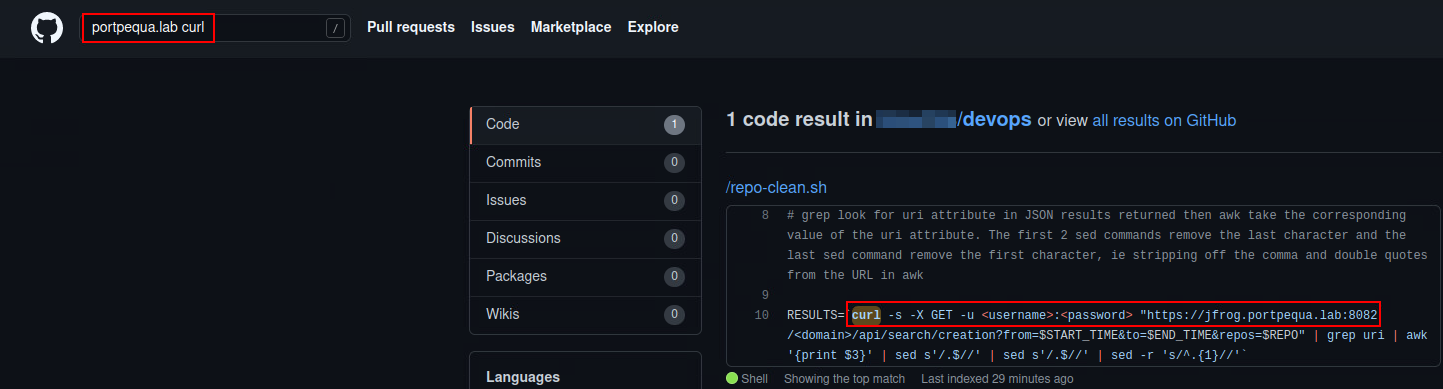 portpequa.lab curl
/
Pull requests
Issues
Marketplace
Explore
Code 1
Commits 0
Issues 0
Discussions 0
Packages 0
Wikis 0
Languages
1 code result in /devops or view all results on GitHub
/repo-clean.sh
8 # grep look for uri attribute in JSON results returned then awk take the corresponding
value of the uri attribute. The first 2 sed commands remove the last character and the
last sed command remove the first character, ie stripping off the comma and double quotes
from the URL in awk
9
10 RESULTS=`curl -s -X GET -u <username>:<password> "https://jfrog.portpequa.lab:8082
/<domain>/api/search/creation?from=$START_TIME&to=$END_TIME&repos=$REPO" | grep uri | awk
'{print $3}' | sed s'/.$//' | sed s'/.$//' | sed -r 's/^.{1}//'`
Shell Showing the top match Last indexed 29 minutes ago